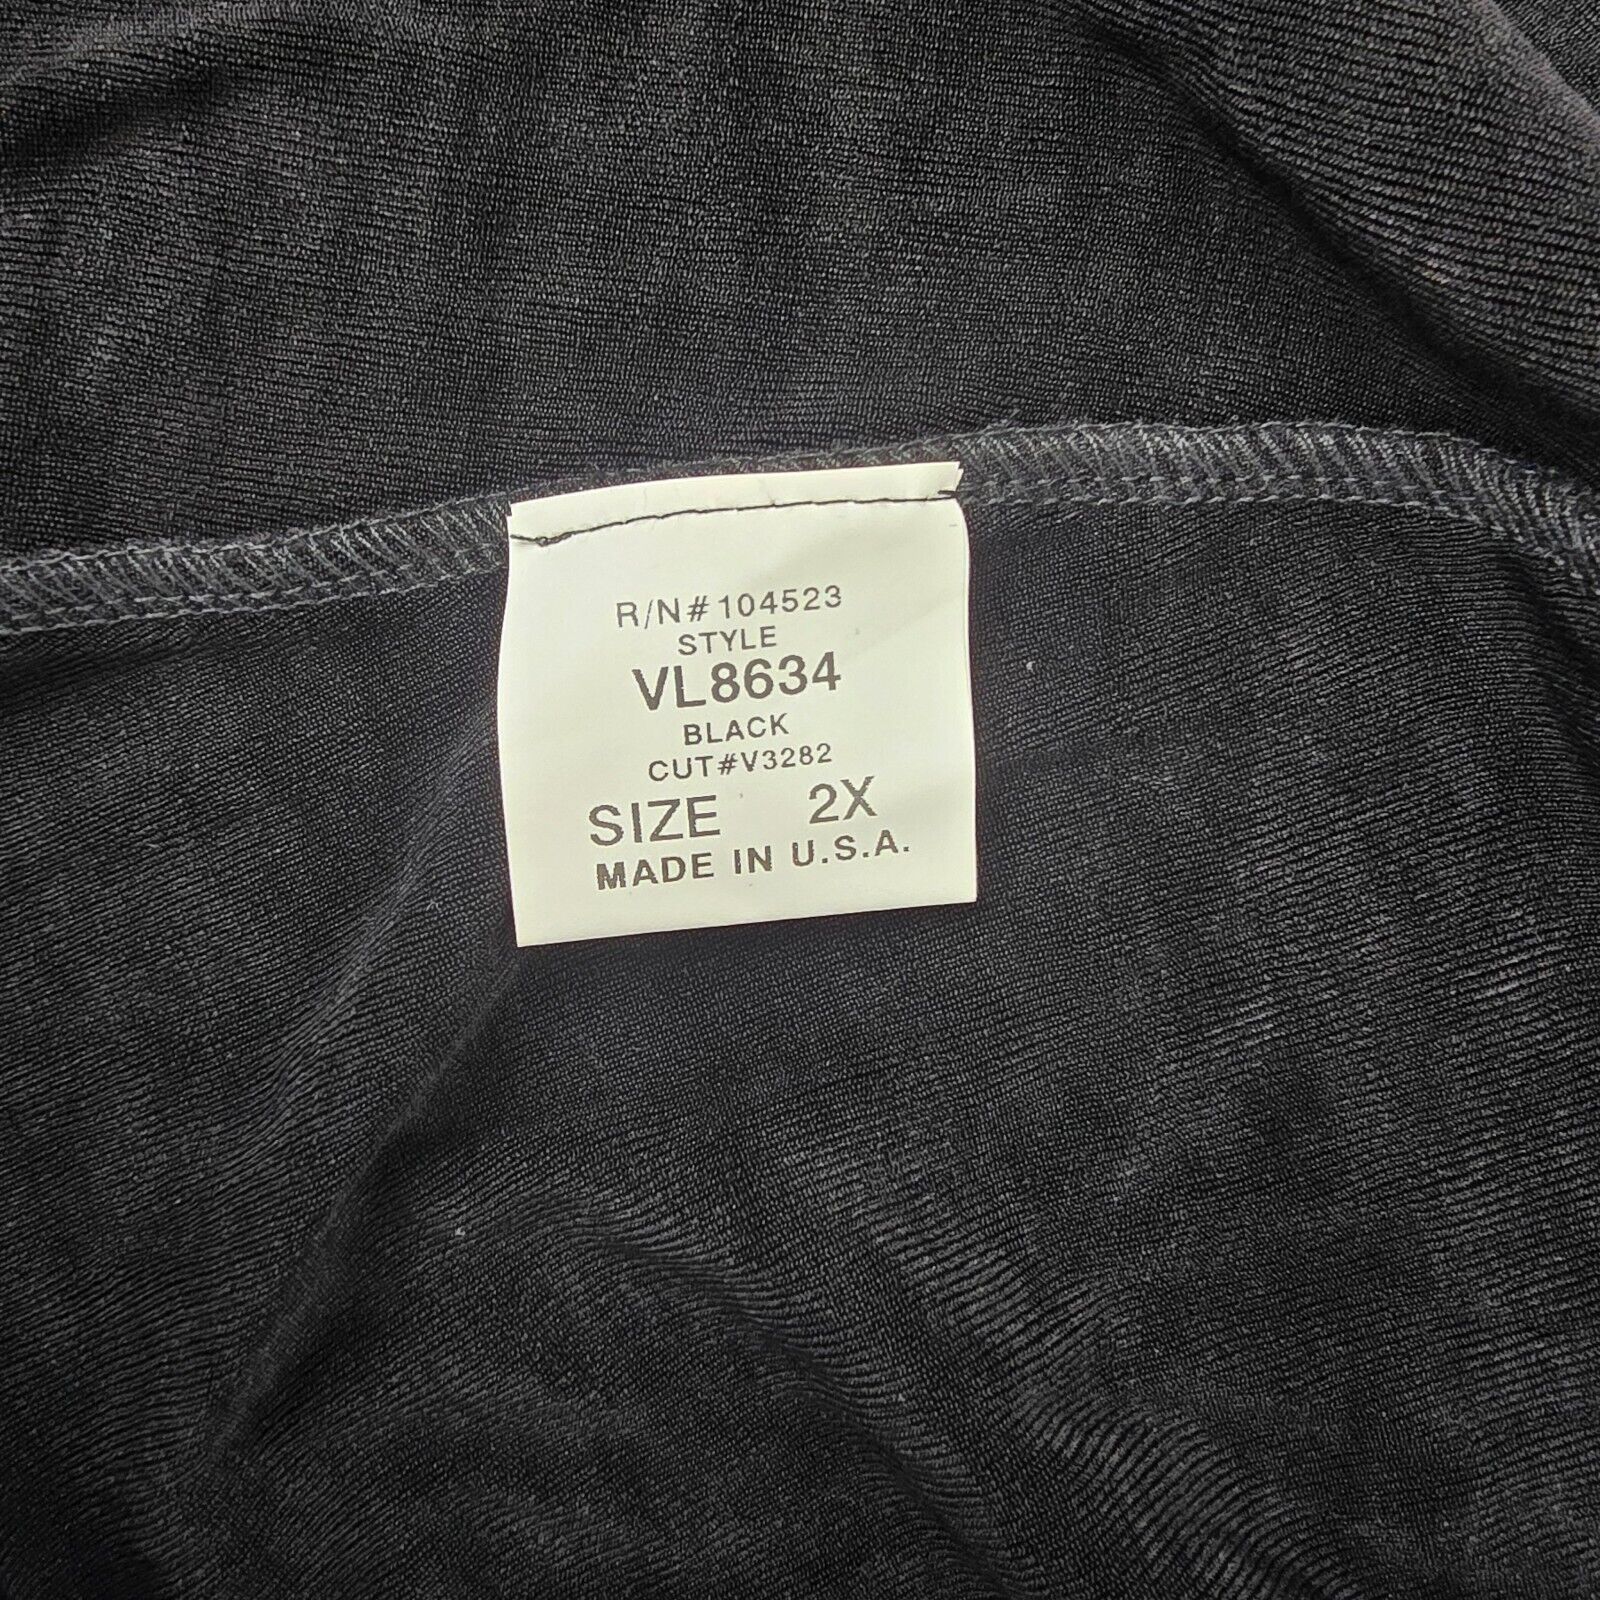 R/N#104523
STYLE
VL8634
BLACK
CUT#V3282
SIZE 2X
MADE IN U.S.A.